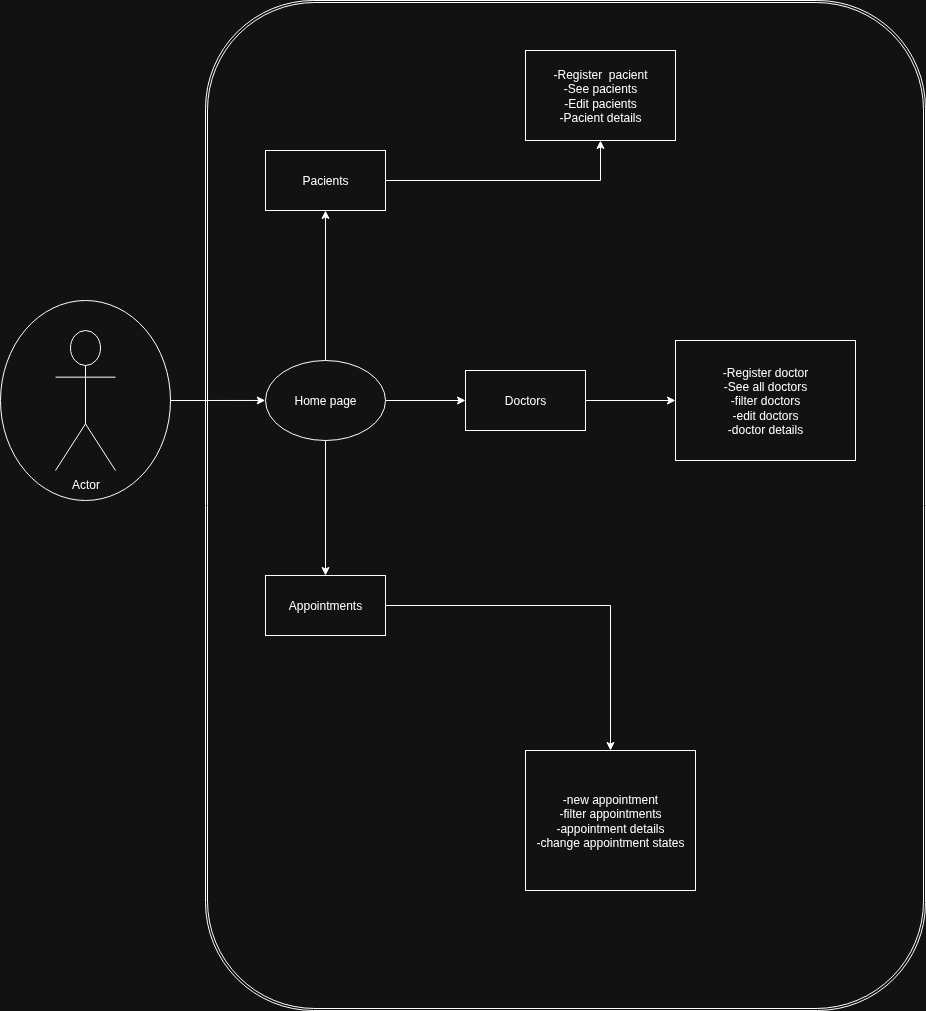 -Register  pacient
-See pacients
-Edit pacients
-Pacient details
Pacients
Actor
Home page
Doctors
-Register doctor
-See all doctors
-filter doctors
-edit doctors
-doctor details
Appointments
-new appointment
-filter appointments
-appointment details
-change appointment states